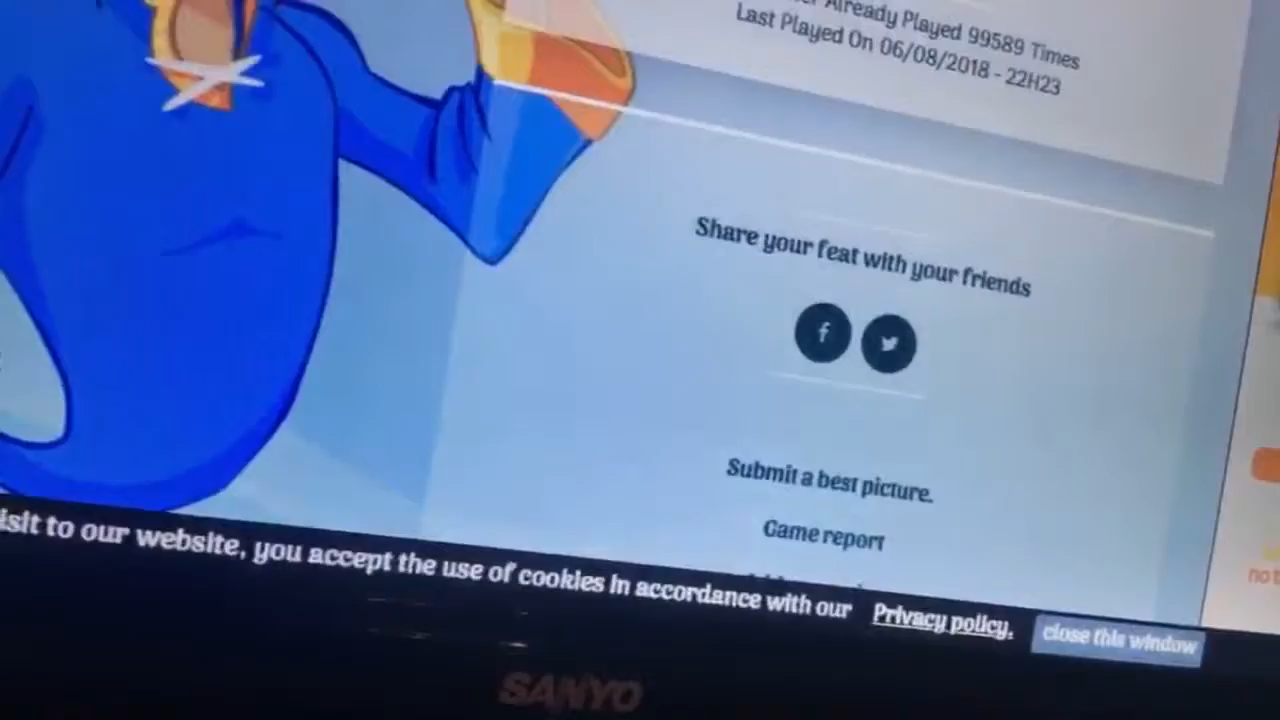 Already Played 99589 Times
Last Played On 06/08/2018 - 22H23
Share your feat with your friends
f
Submit a best picture.
Game report
to our website, you accept the use of cookies in accordance with our Privacy policy. close this window
SANYO